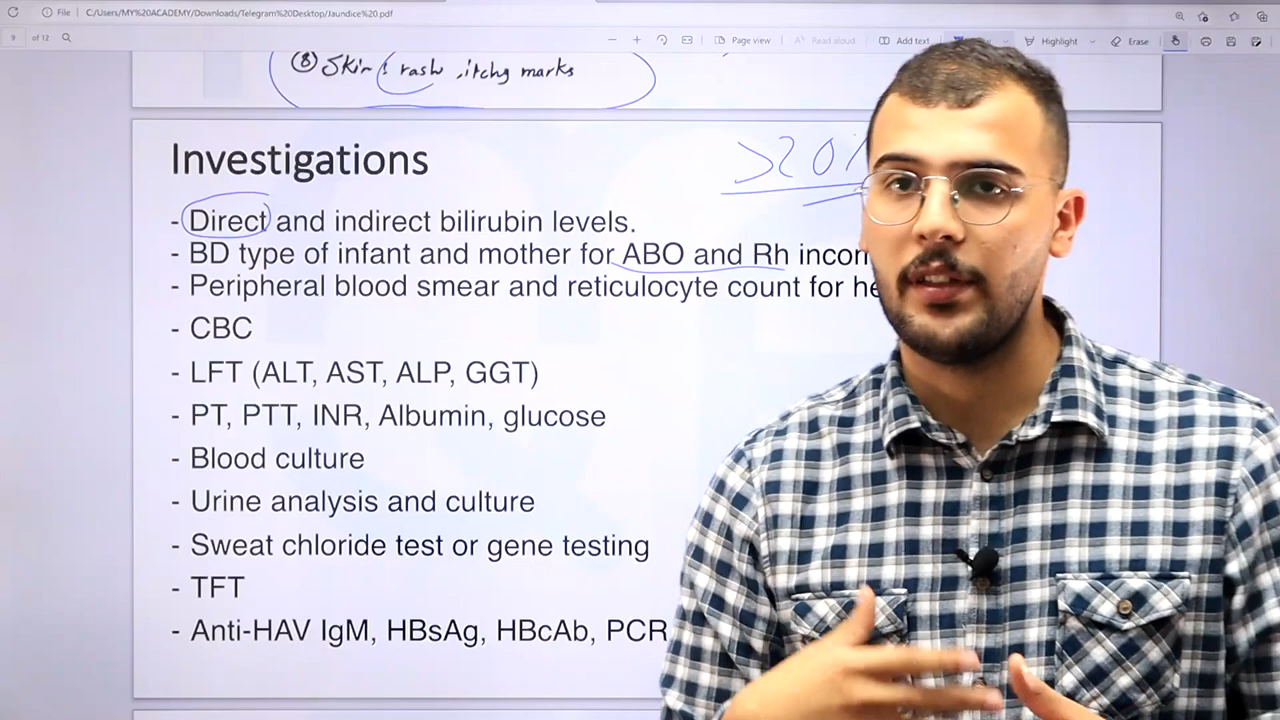 File C:/Users/MY%20ACADEMY/Downloads/Telegram%20Desktop/Jaundice%20.pdf
9 of 12 Page view Read aloud Add text Highlight Erase
⑧ Skin: rash, itchy marks
Investigations
>20%
- Direct and indirect bilirubin levels.
- BD type of infant and mother for ABO and Rh incom
- Peripheral blood smear and reticulocyte count for he
- CBC
- LFT (ALT, AST, ALP, GGT)
- PT, PTT, INR, Albumin, glucose
- Blood culture
- Urine analysis and culture
- Sweat chloride test or gene testing
- TFT
- Anti-HAV IgM, HBsAg, HBcAb, PCR